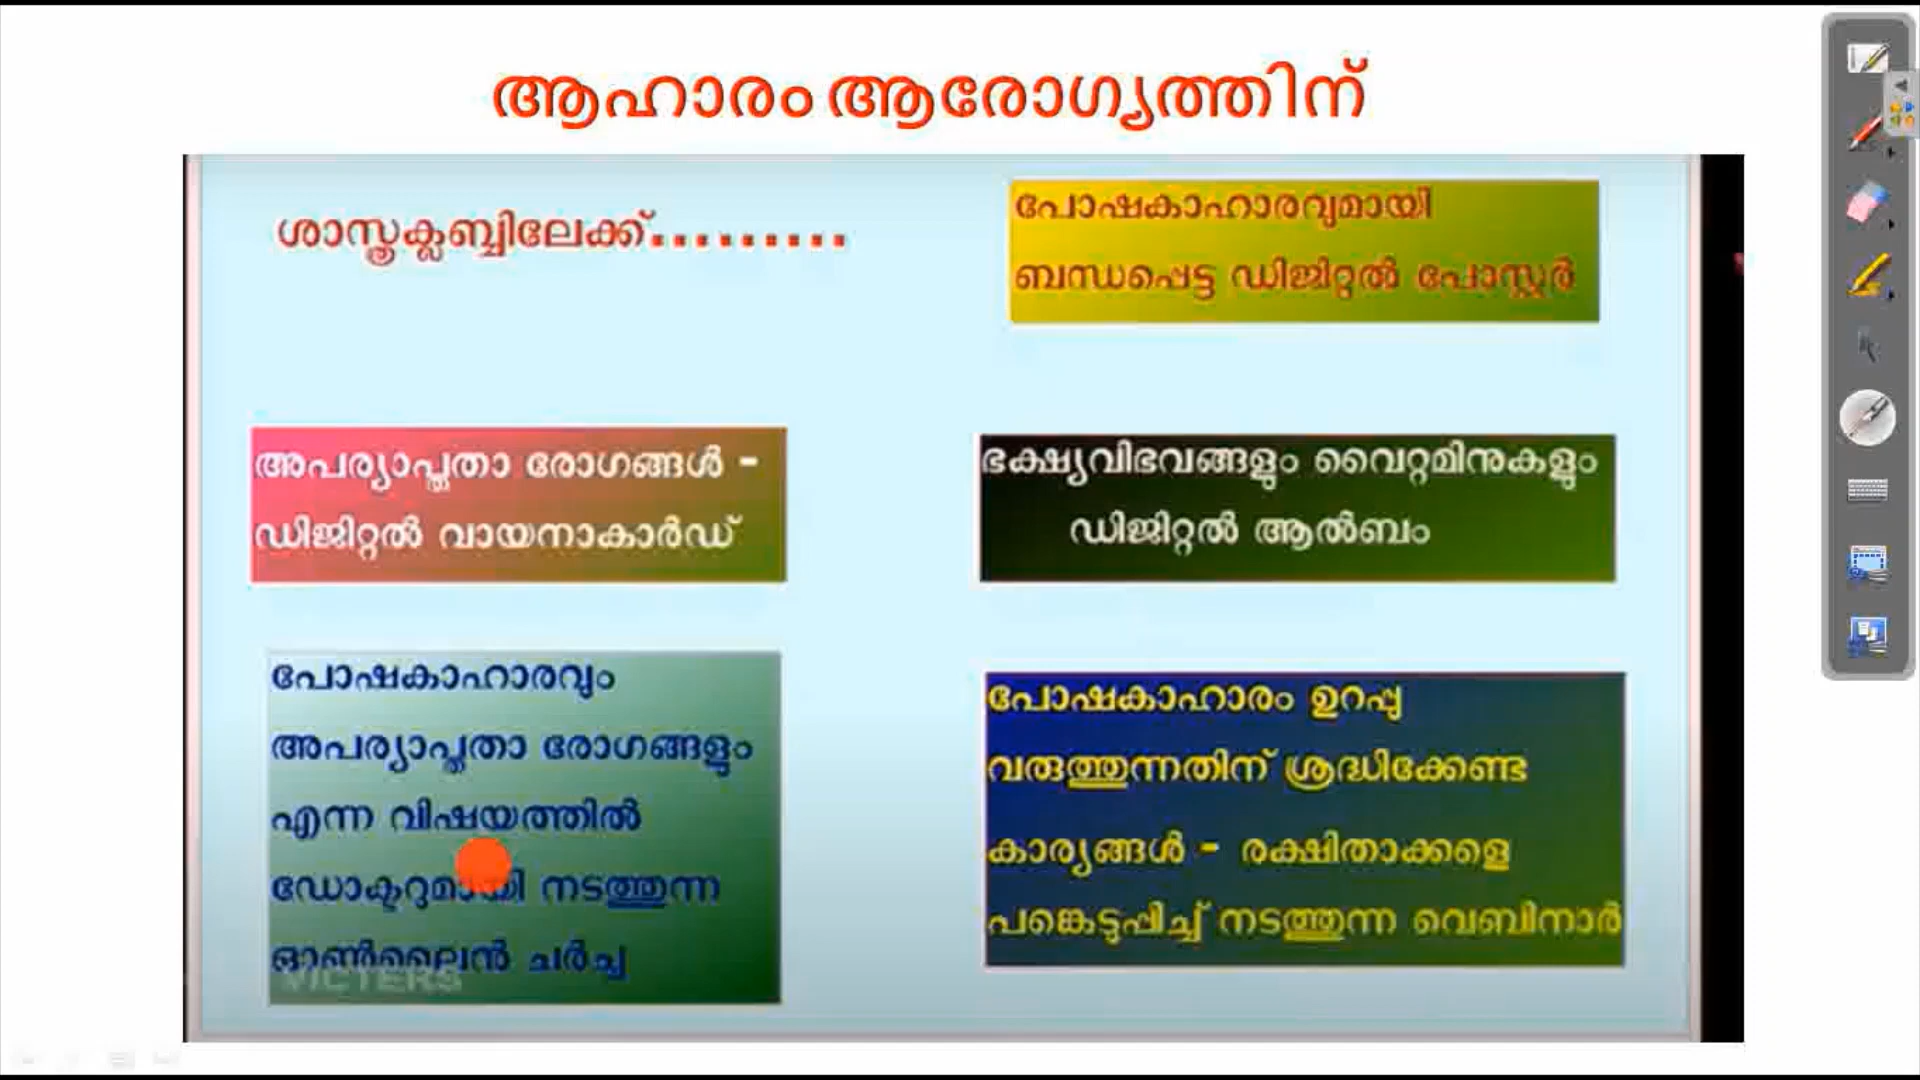 ആഹാരം ആരോഗ്യത്തിന്
ശാസ്ത്രക്ലബ്ബിലേക്ക്.........
പോഷകാഹാരവുമായി
ബന്ധപ്പെട്ട ഡിജിറ്റൽ പോസ്റ്റർ
അപര്യാപ്തതാ രോഗങ്ങൾ -
ഡിജിറ്റൽ വായനാകാർഡ്
ഭക്ഷ്യവിഭവങ്ങളും വൈറ്റമിനുകളും
ഡിജിറ്റൽ ആൽബം
പോഷകാഹാരവും
അപര്യാപ്തതാ രോഗങ്ങളും
എന്ന വിഷയത്തിൽ
ഡോക്ടറുമായി നടത്തുന്ന
ഓൺലൈൻ ചർച്ച
VICTERS
പോഷകാഹാരം ഉറപ്പു
വരുത്തുന്നതിന് ശ്രദ്ധിക്കേണ്ട
കാര്യങ്ങൾ - രക്ഷിതാക്കളെ
പങ്കെടുപ്പിച്ച് നടത്തുന്ന വെബിനാർ